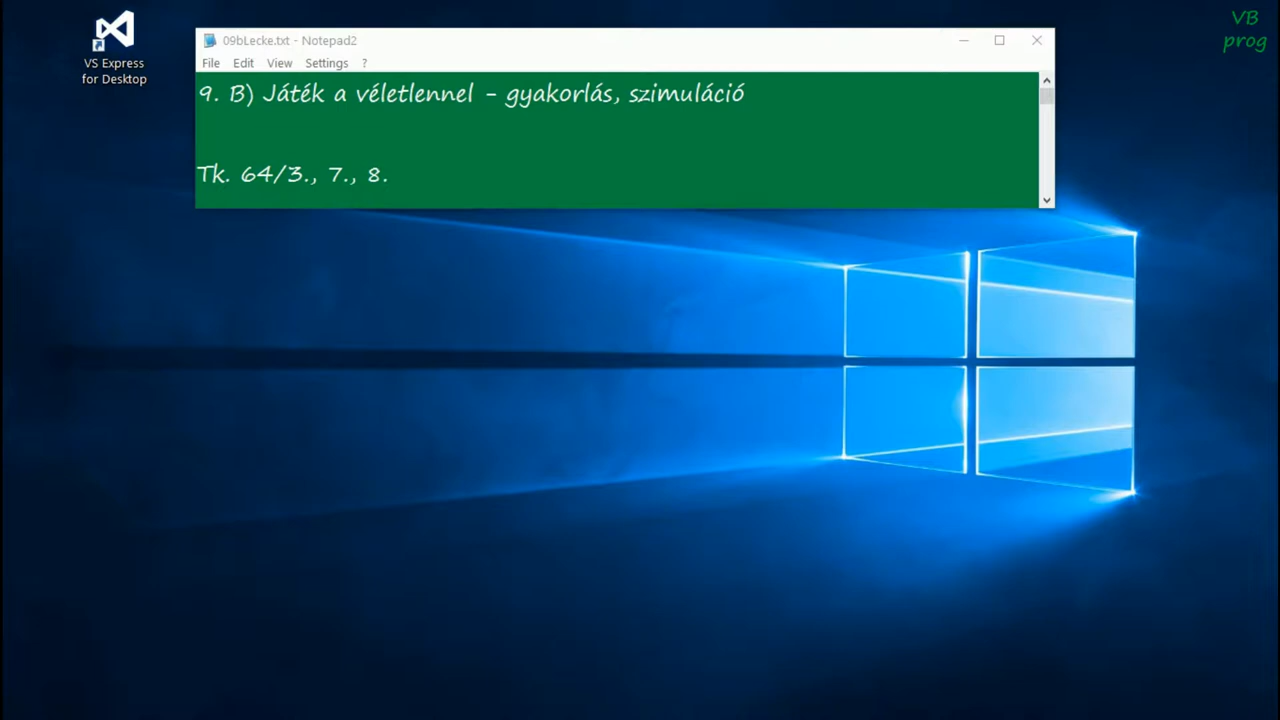 VS Express
for Desktop
09bLecke.txt - Notepad2
File Edit View Settings ?
9. B) Játék a véletlennel - gyakorlás, szimuláció
Tk. 64/3., 7., 8.
VB
prog